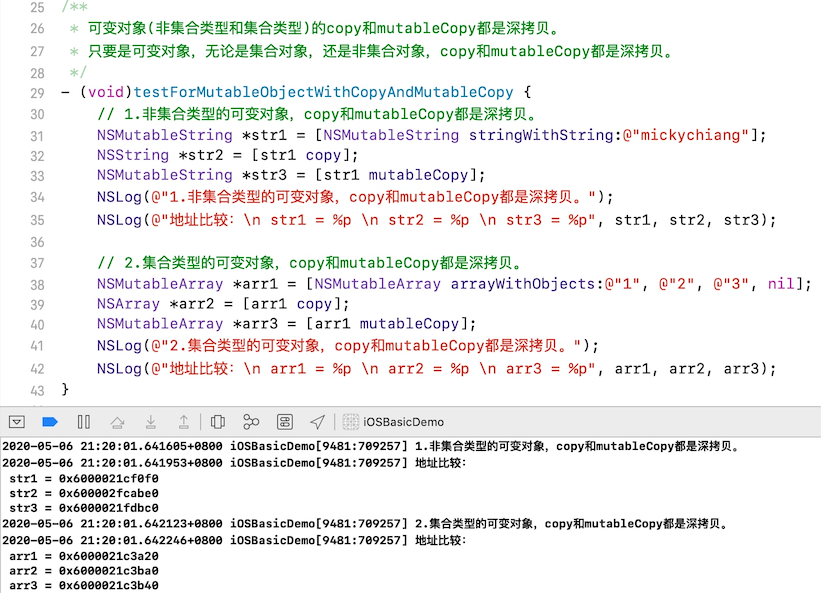 25 /**
26  * 可变对象(非集合类型和集合类型)的copy和mutableCopy都是深拷贝。
27  * 只要是可变对象，无论是集合对象，还是非集合对象，copy和mutableCopy都是深拷贝。
28  */
29 - (void)testForMutableObjectWithCopyAndMutableCopy {
30     // 1.非集合类型的可变对象，copy和mutableCopy都是深拷贝。
31     NSMutableString *str1 = [NSMutableString stringWithString:@"mickychiang"];
32     NSString *str2 = [str1 copy];
33     NSMutableString *str3 = [str1 mutableCopy];
34     NSLog(@"1.非集合类型的可变对象，copy和mutableCopy都是深拷贝。");
35     NSLog(@"地址比较：\n str1 = %p \n str2 = %p \n str3 = %p", str1, str2, str3);
36
37     // 2.集合类型的可变对象，copy和mutableCopy都是深拷贝。
38     NSMutableArray *arr1 = [NSMutableArray arrayWithObjects:@"1", @"2", @"3", nil];
39     NSArray *arr2 = [arr1 copy];
40     NSMutableArray *arr3 = [arr1 mutableCopy];
41     NSLog(@"2.集合类型的可变对象，copy和mutableCopy都是深拷贝。");
42     NSLog(@"地址比较：\n arr1 = %p \n arr2 = %p \n arr3 = %p", arr1, arr2, arr3);
43 }
iOSBasicDemo
2020-05-06 21:20:01.641605+0800 iOSBasicDemo[9481:709257] 1.非集合类型的可变对象，copy和mutableCopy都是深拷贝。
2020-05-06 21:20:01.641953+0800 iOSBasicDemo[9481:709257] 地址比较：
 str1 = 0x6000021cf0f0
 str2 = 0x600002fcabe0
 str3 = 0x6000021fdbc0
2020-05-06 21:20:01.642123+0800 iOSBasicDemo[9481:709257] 2.集合类型的可变对象，copy和mutableCopy都是深拷贝。
2020-05-06 21:20:01.642246+0800 iOSBasicDemo[9481:709257] 地址比较：
 arr1 = 0x6000021c3a20
 arr2 = 0x6000021c3ba0
 arr3 = 0x6000021c3b40